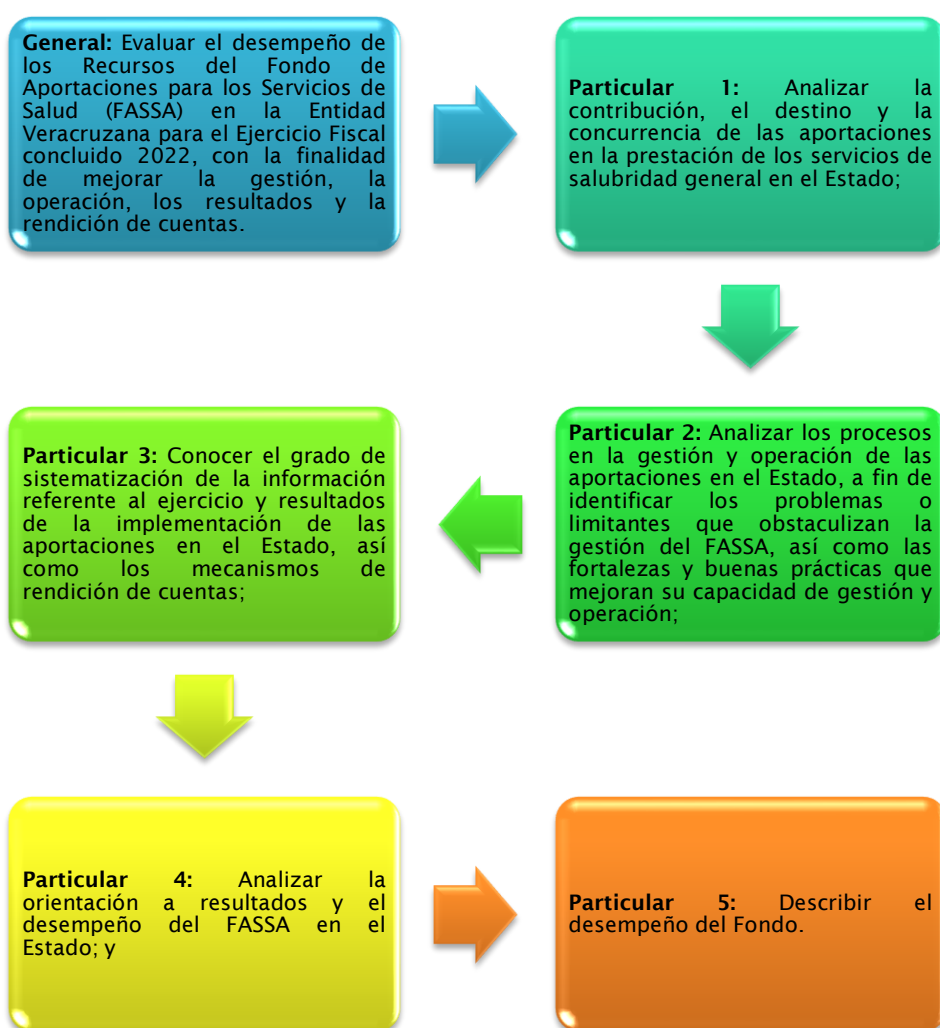 General: Evaluar el desempeño de
los Recursos del Fondo de
Aportaciones para los Servicios de
Salud (FASSA) en la Entidad
Veracruzana para el Ejercicio Fiscal
concluido 2022, con la finalidad
de mejorar la gestión, la
operación, los resultados y la
rendición de cuentas.
Particular 1: Analizar la
contribución, el destino y la
concurrencia de las aportaciones
en la prestación de los servicios de
salubridad general en el Estado;
Particular 2: Analizar los procesos
en la gestión y operación de las
aportaciones en el Estado, a fin de
identificar los problemas o
limitantes que obstaculizan la
gestión del FASSA, así como las
fortalezas y buenas prácticas que
mejoran su capacidad de gestión y
operación;
Particular 3: Conocer el grado de
sistematización de la información
referente al ejercicio y resultados
de la implementación de las
aportaciones en el Estado, así
como los mecanismos de
rendición de cuentas;
Particular 4: Analizar la
orientación a resultados y el
desempeño del FASSA en el
Estado; y
Particular 5: Describir el
desempeño del Fondo.